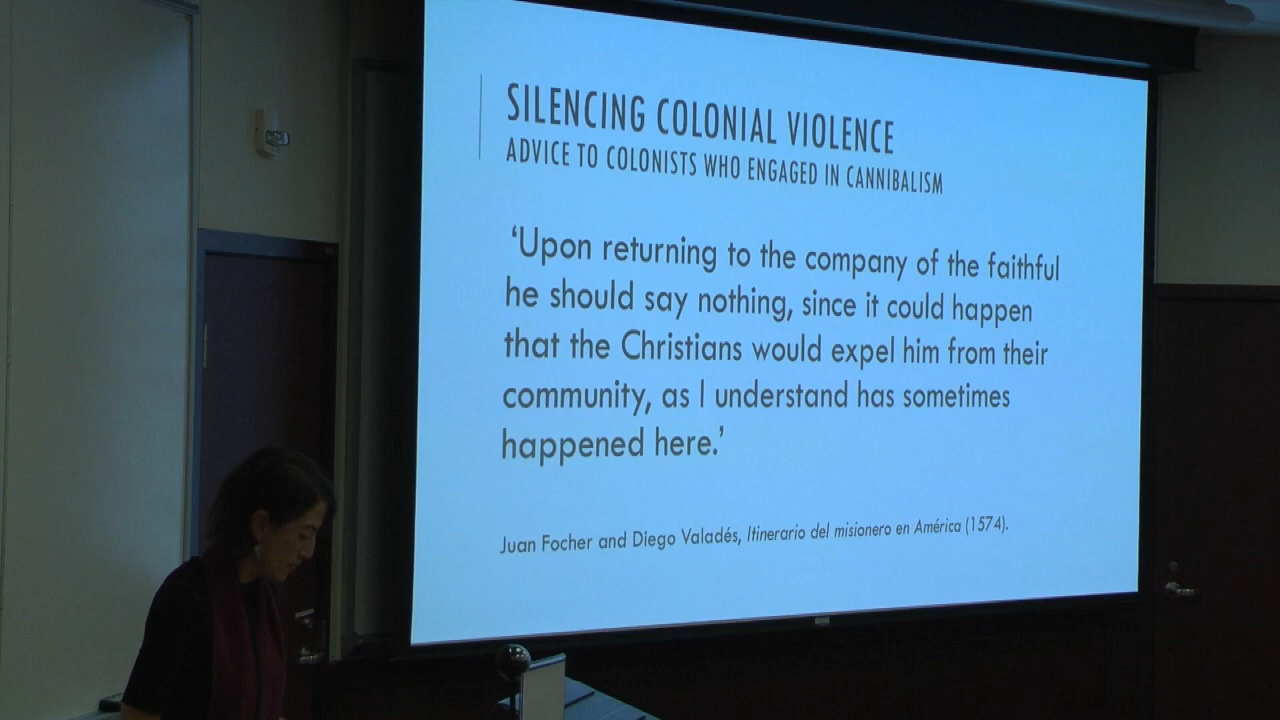 SILENCING COLONIAL VIOLENCE
ADVICE TO COLONISTS WHO ENGAGED IN CANNIBALISM
‘Upon returning to the company of the faithful
he should say nothing, since it could happen
that the Christians would expel him from their
community, as I understand has sometimes
happened here.’
Juan Focher and Diego Valadés, Itinerario del misionero en América (1574).